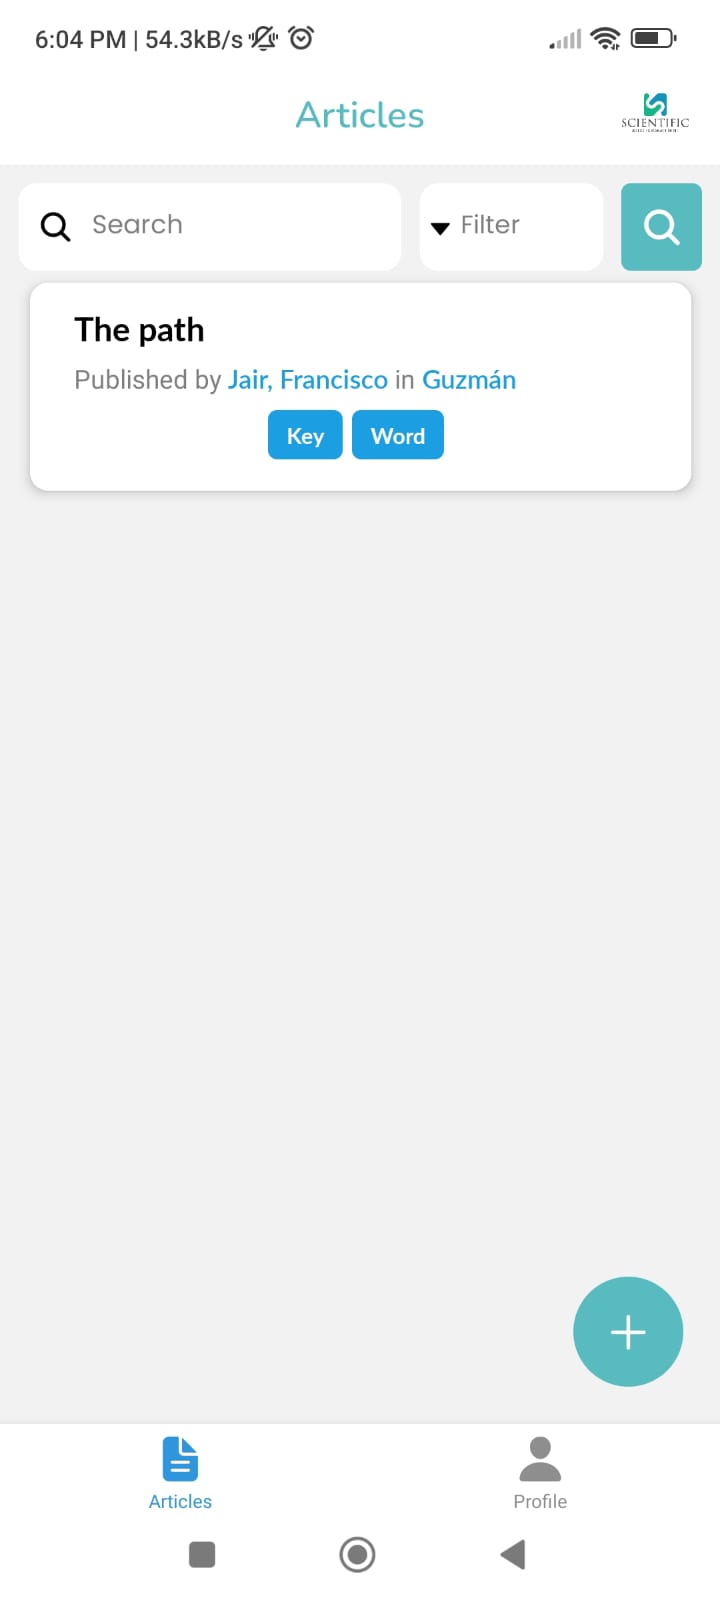 6:04 PM | 54.3kB/s
Articles
SCIENTIFIC
Search
Filter
The path
Published by Jair, Francisco in Guzmán
Key Word
Articles
Profile